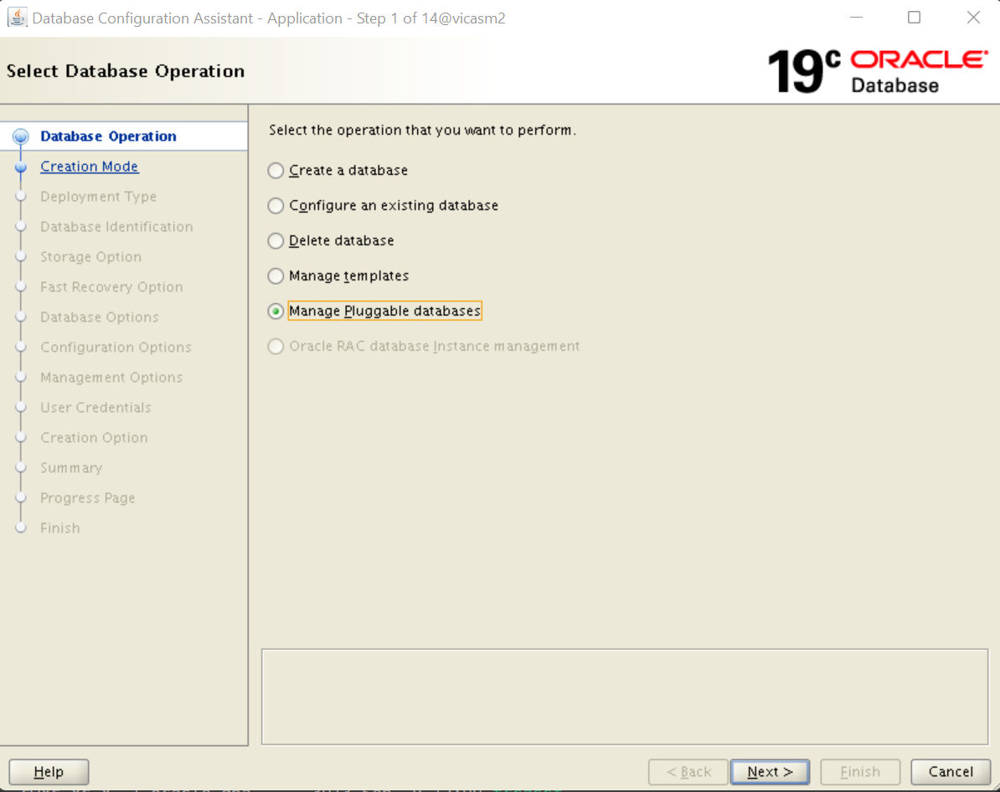 Database Configuration Assistant - Application - Step 1 of 14@vicasm2
Select Database Operation
19c ORACLE
Database
Database Operation
Creation Mode
Deployment Type
Database Identification
Storage Option
Fast Recovery Option
Database Options
Configuration Options
Management Options
User Credentials
Creation Option
Summary
Progress Page
Finish
Select the operation that you want to perform.
Create a database
Configure an existing database
Delete database
Manage templates
Manage Pluggable databases
Oracle RAC database Instance management
Help
< Back
Next >
Finish
Cancel